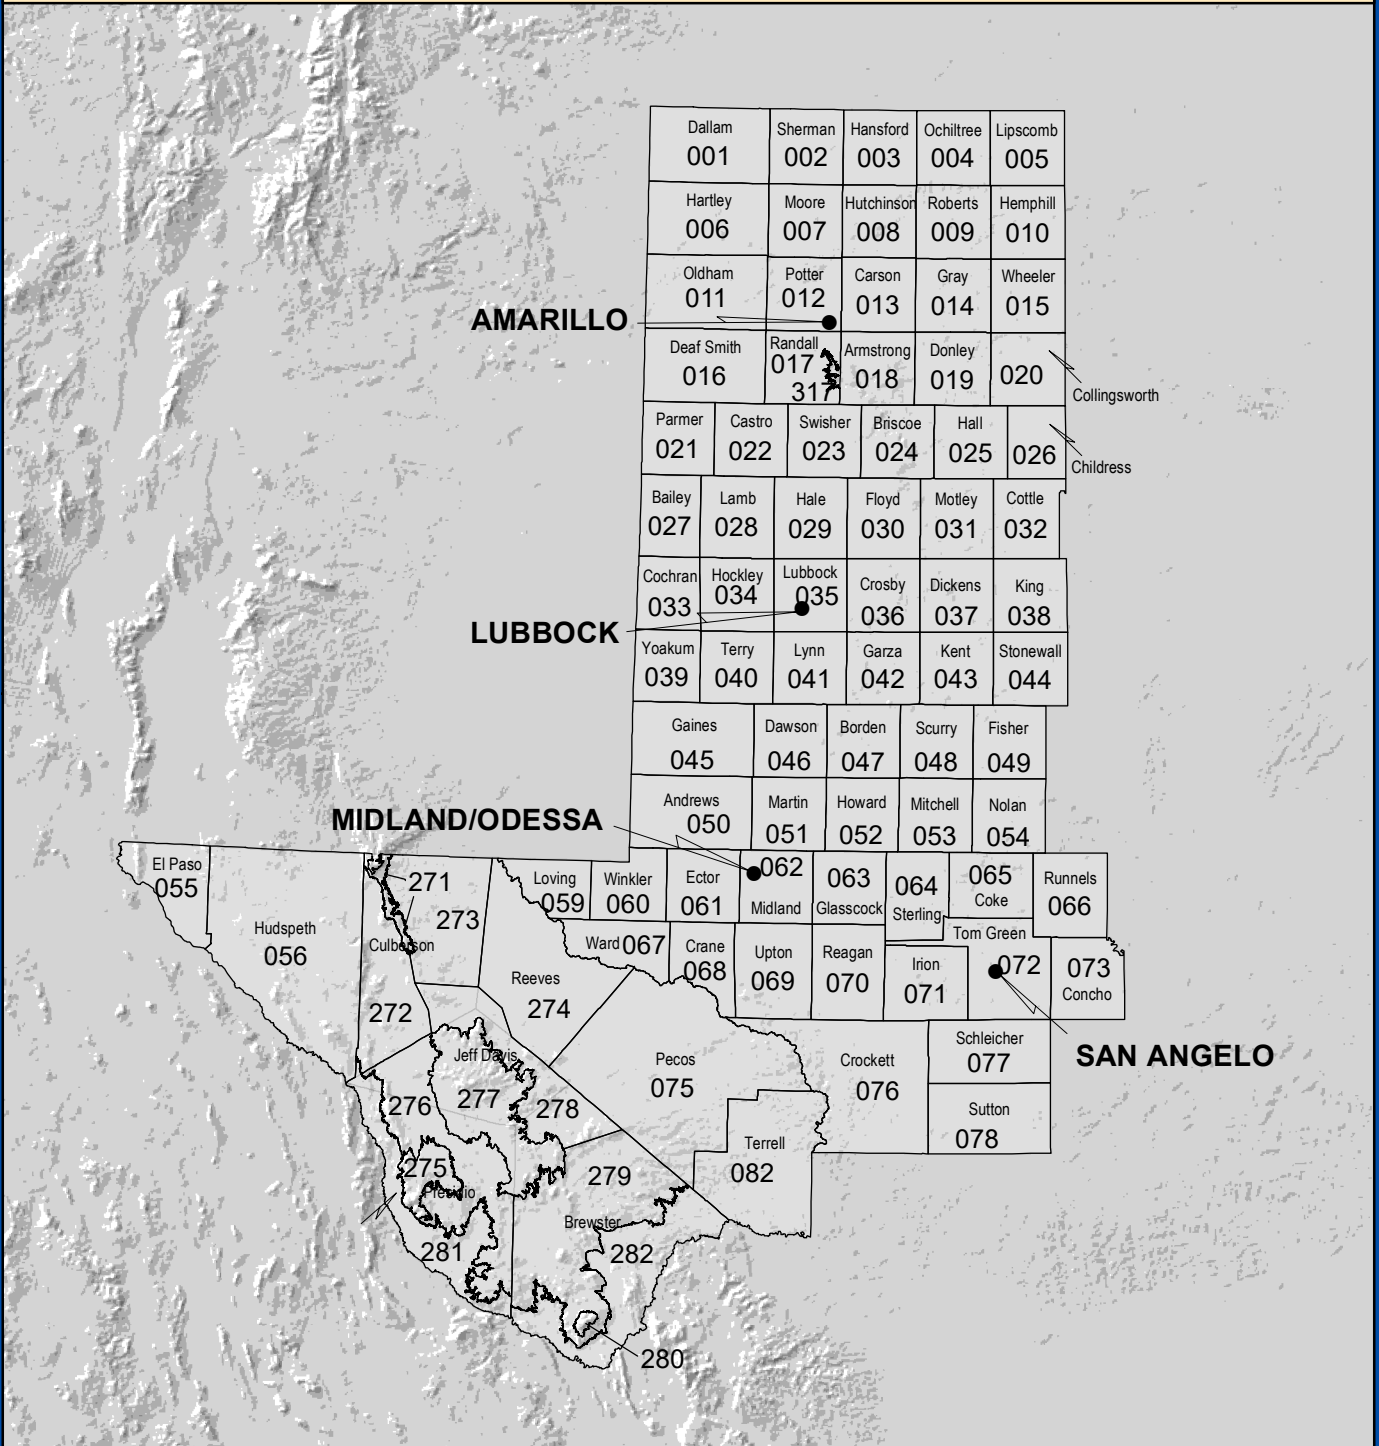 Dallam
001
Sherman
002
Hansford
003
Ochiltree
004
Lipscomb
005
Hartley
006
Moore
007
Hutchinson
008
Roberts
009
Hemphill
010
Oldham
011
Potter
012
Carson
013
Gray
014
Wheeler
015
AMARILLO
Deaf Smith
016
Randall
017
317
Armstrong
018
Donley
019
020
Collingsworth
Parmer
021
Castro
022
Swisher
023
Briscoe
024
Hall
025
026
Childress
Bailey
027
Lamb
028
Hale
029
Floyd
030
Motley
031
Cottle
032
Cochran
033
Hockley
034
Lubbock
035
Crosby
036
Dickens
037
King
038
LUBBOCK
Yoakum
039
Terry
040
Lynn
041
Garza
042
Kent
043
Stonewall
044
Gaines
045
Dawson
046
Borden
047
Scurry
048
Fisher
049
Andrews
050
Martin
051
Howard
052
Mitchell
053
Nolan
054
MIDLAND/ODESSA
El Paso
055
Hudspeth
056
271
273
Culberson
272
Loving
059
Winkler
060
Ector
061
062
Midland
063
Glasscock
064
Sterling
065
Coke
Runnels
066
Ward 067
Crane
068
Upton
069
Reagan
070
Irion
071
Tom Green
072
073
Concho
SAN ANGELO
Reeves
274
Pecos
075
Crockett
076
Schleicher
077
Sutton
078
Terrell
082
Jeff Davis
276
277
278
275
Presidio
281
279
Brewster
282
280